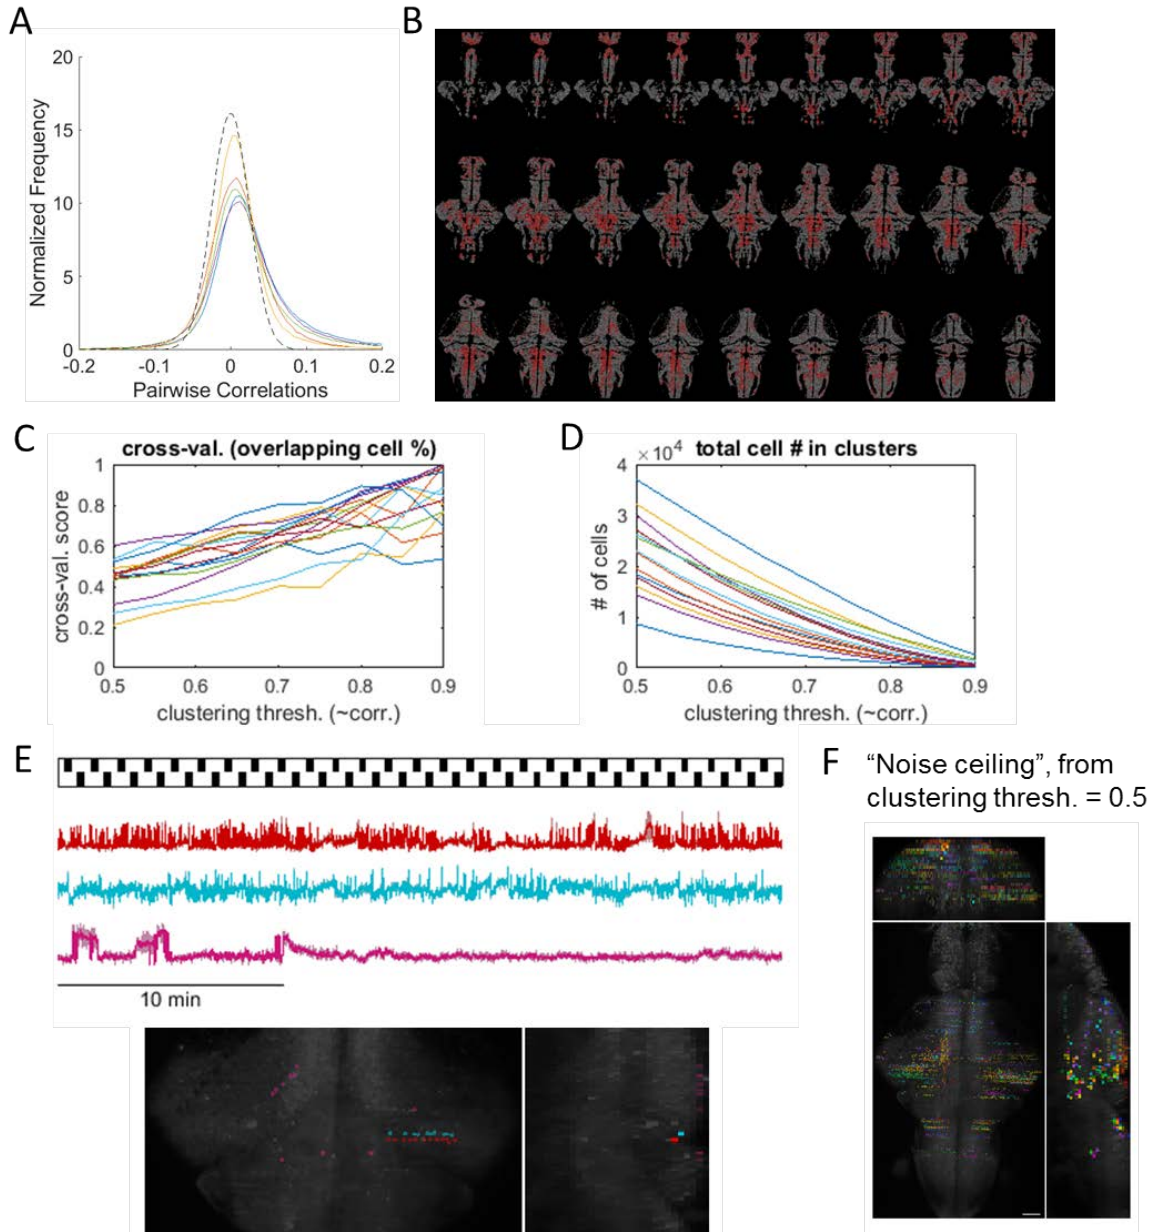 A
B
20
15
10
5
0
Normalized Frequency
-0.2
-0.1
0
0.1
0.2
Pairwise Correlations
C
cross-val. (overlapping cell %)
1
0.8
0.6
0.4
0.2
0
cross-val. score
0.5
0.6
0.7
0.8
0.9
clustering thresh. (~corr.)
D
×10⁴
total cell # in clusters
4
3
2
1
0
# of cells
0.5
0.6
0.7
0.8
0.9
clustering thresh. (~corr.)
E
10 min
F
“Noise ceiling”, from
clustering thresh. = 0.5